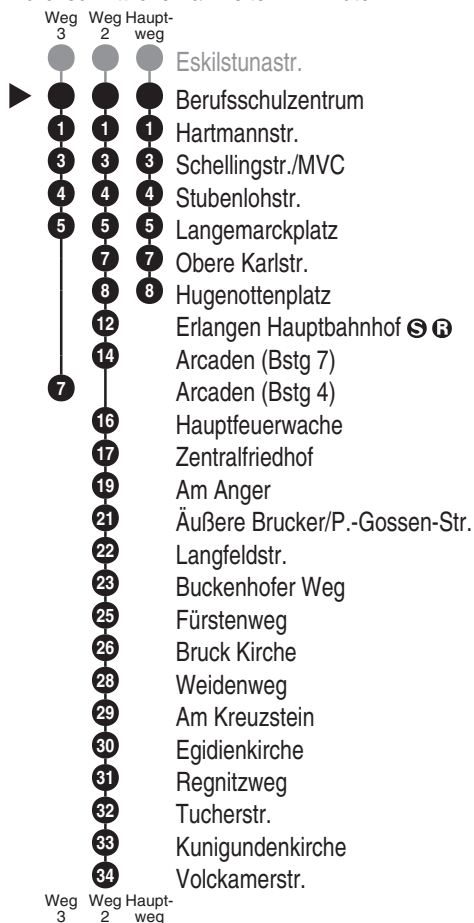 Weg Weg Haupt-
3 2 weg
Eskilstunastr.
Berufsschulzentrum
1 1 1 Hartmannstr.
3 3 3 Schellingstr./MVC
4 4 4 Stubenlohstr.
5 5 5 Langemarckplatz
7 7 Obere Karlstr.
8 8 Hugenottenplatz
12 Erlangen Hauptbahnhof S R
14 Arcaden (Bstg 7)
7 Arcaden (Bstg 4)
16 Hauptfeuerwache
17 Zentralfriedhof
19 Am Anger
21 Äußere Brucker/P.-Gossen-Str.
22 Langfeldstr.
23 Buckenhofer Weg
25 Fürstenweg
26 Bruck Kirche
28 Weidenweg
29 Am Kreuzstein
30 Egidienkirche
31 Regnitzweg
32 Tucherstr.
33 Kunigundenkirche
34 Volckamerstr.
Weg Weg Haupt-
3 2 weg